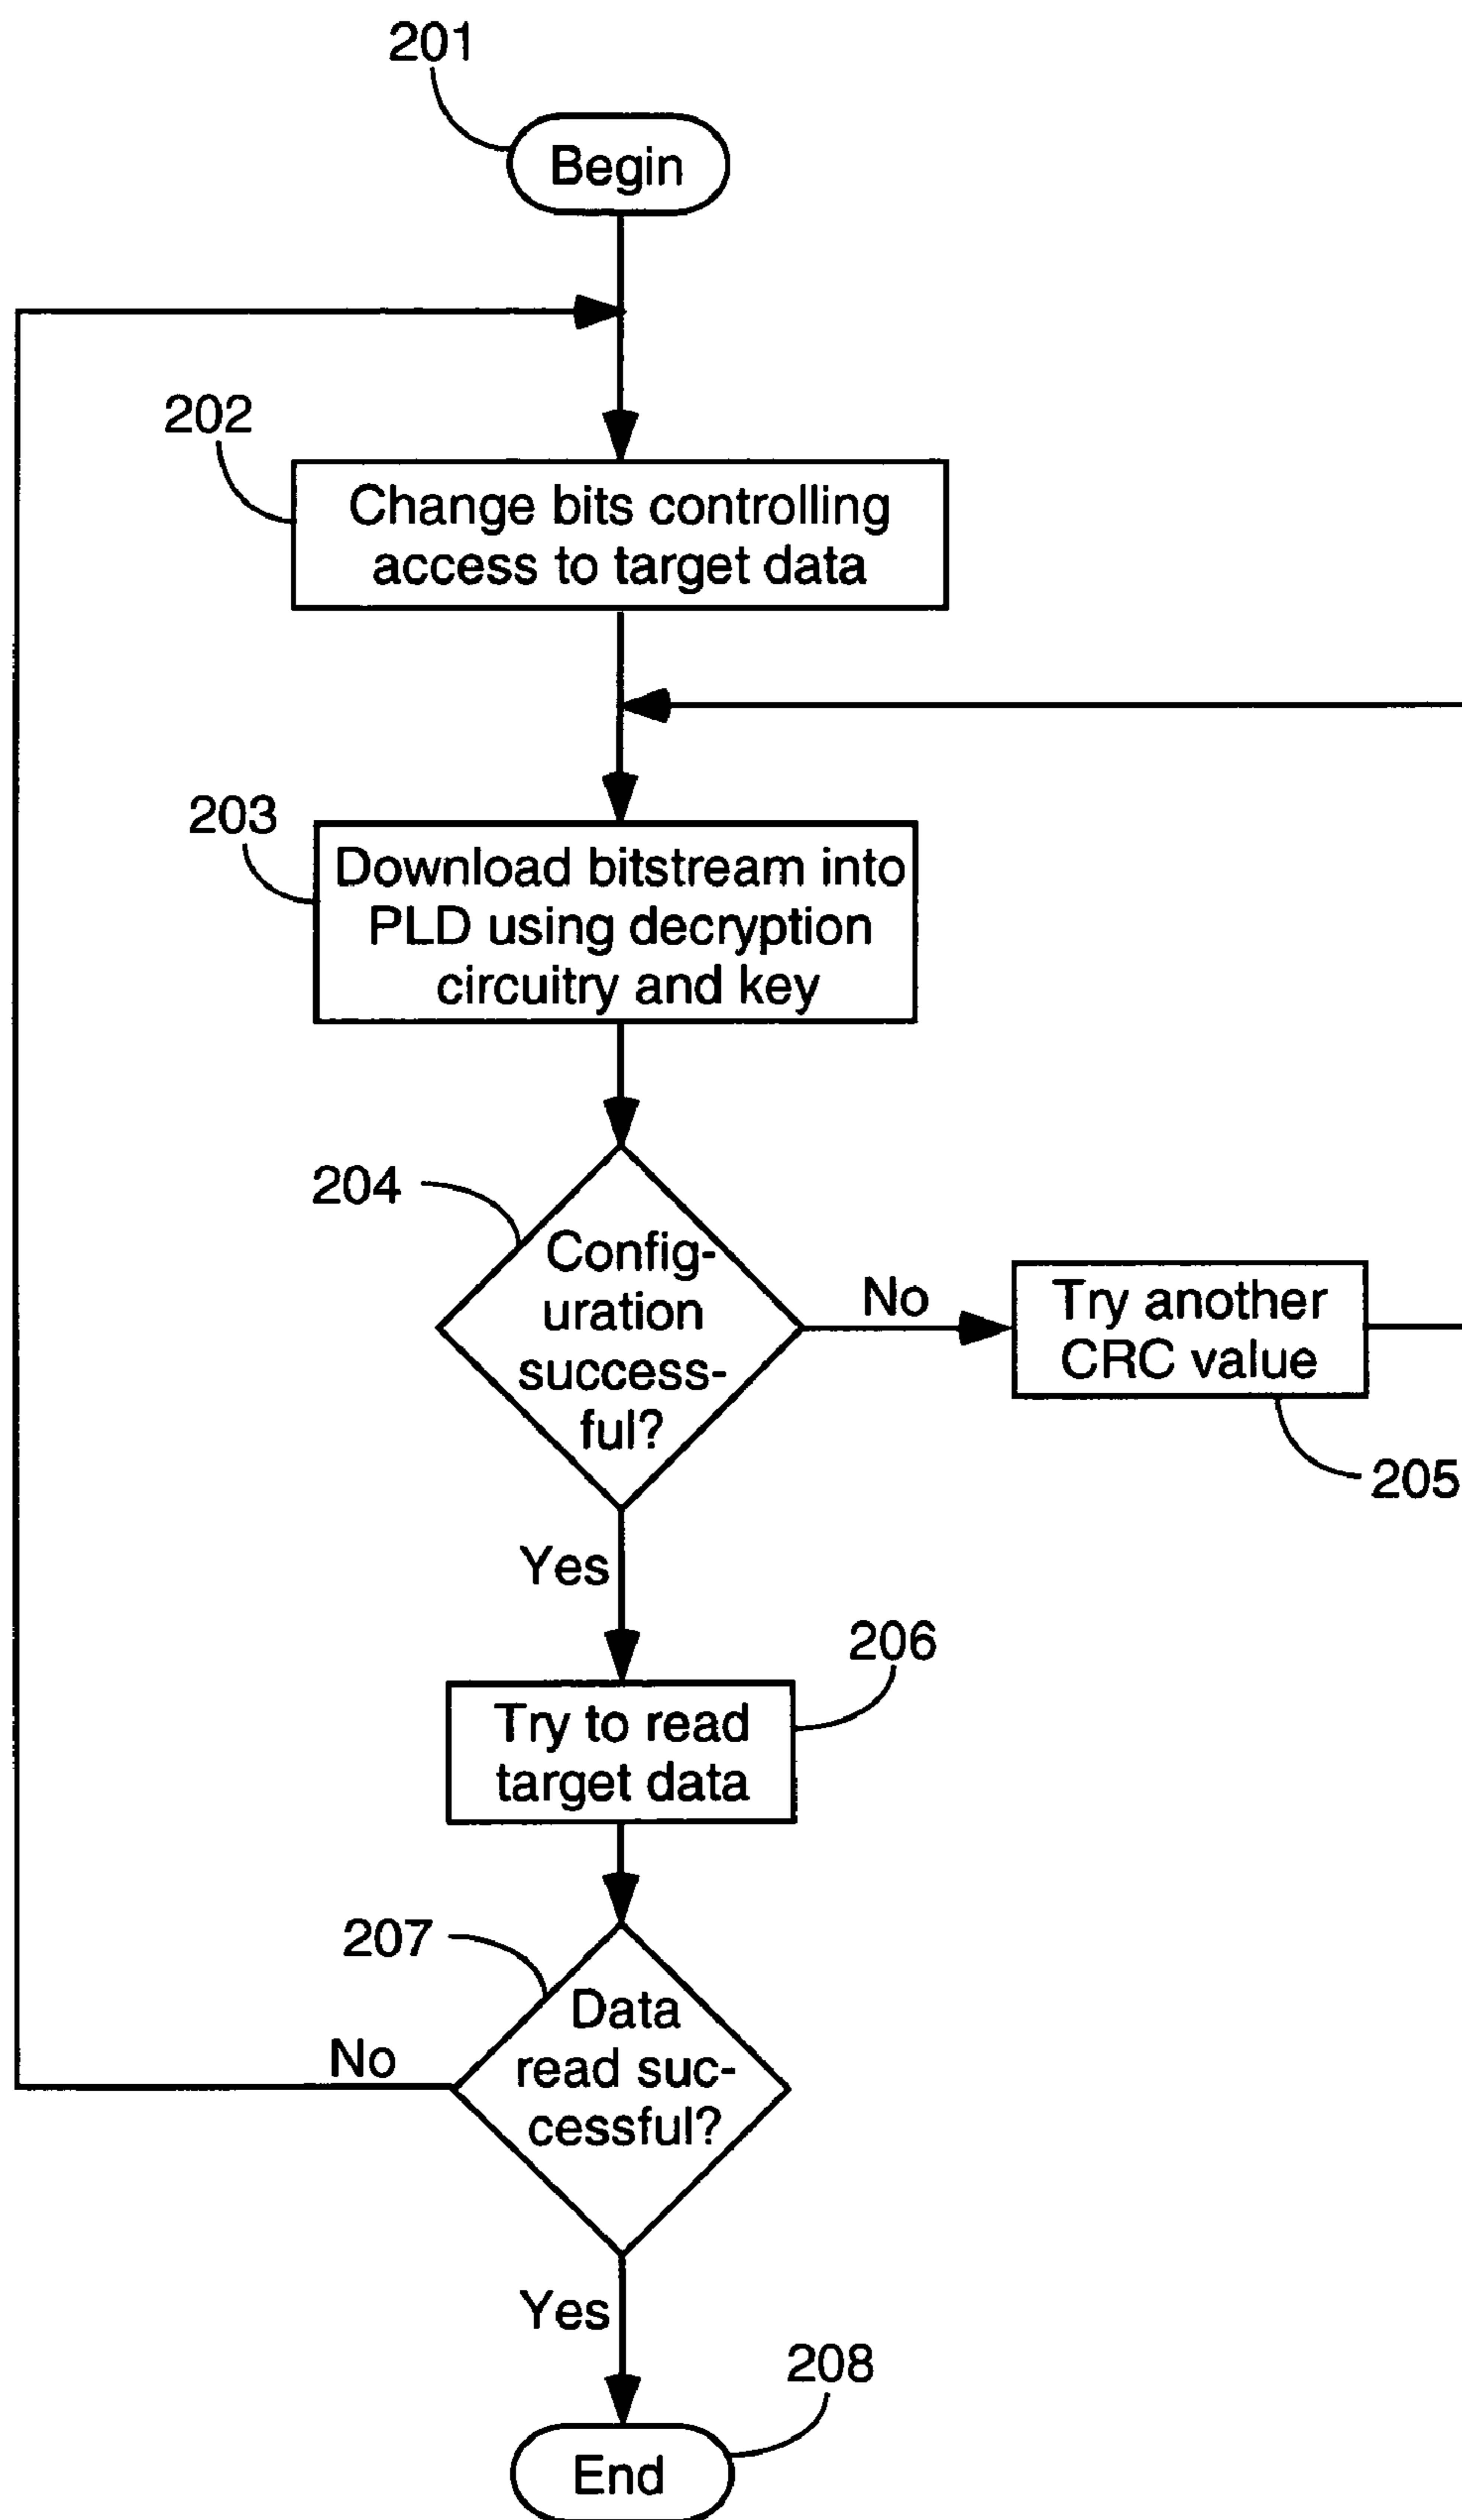 201
Begin
202
Change bits controlling
access to target data
203
Download bitstream into
PLD using decryption
circuitry and key
204
Config-
uration
success-
ful?
No
Try another
CRC value
205
Yes
206
Try to read
target data
207
Data
read suc-
cessful?
No
Yes
208
End